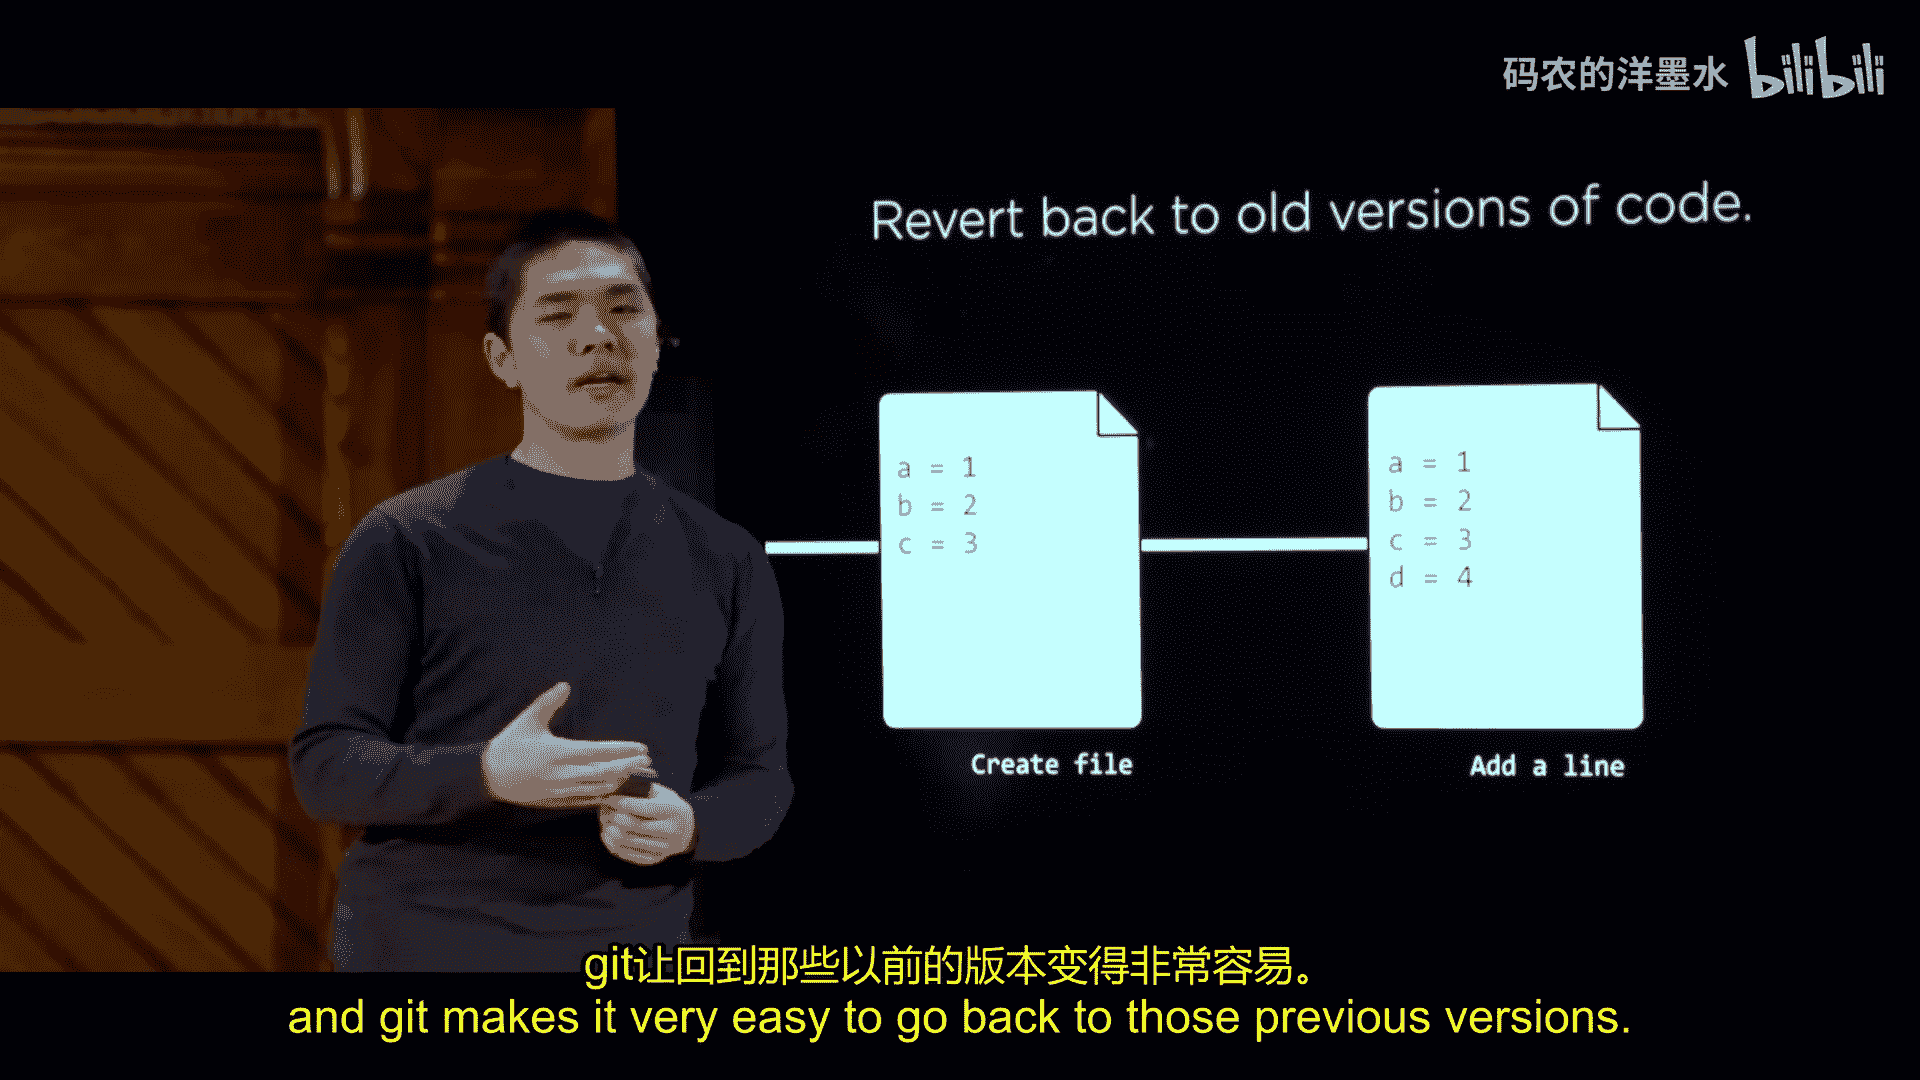 码农的洋墨水 bilibili
Revert back to old versions of code.
a = 1
b = 2
c = 3
Create file
a = 1
b = 2
c = 3
d = 4
Add a line
git让回到那些以前的版本变得非常容易。
and git makes it very easy to go back to those previous versions.